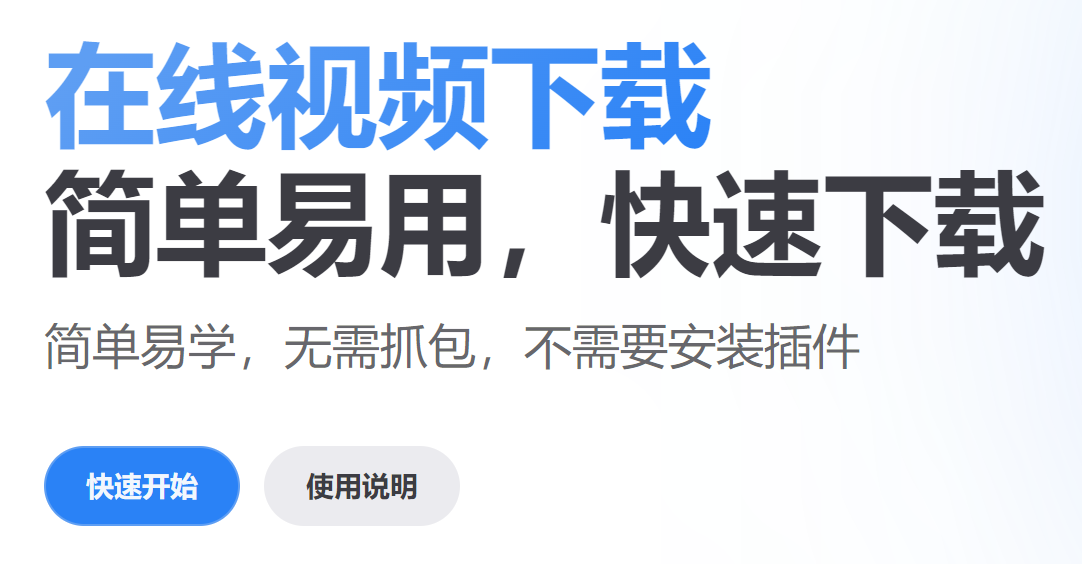 在线视频下载
简单易用，快速下载
简单易学，无需抓包，不需要安装插件
快速开始
使用说明